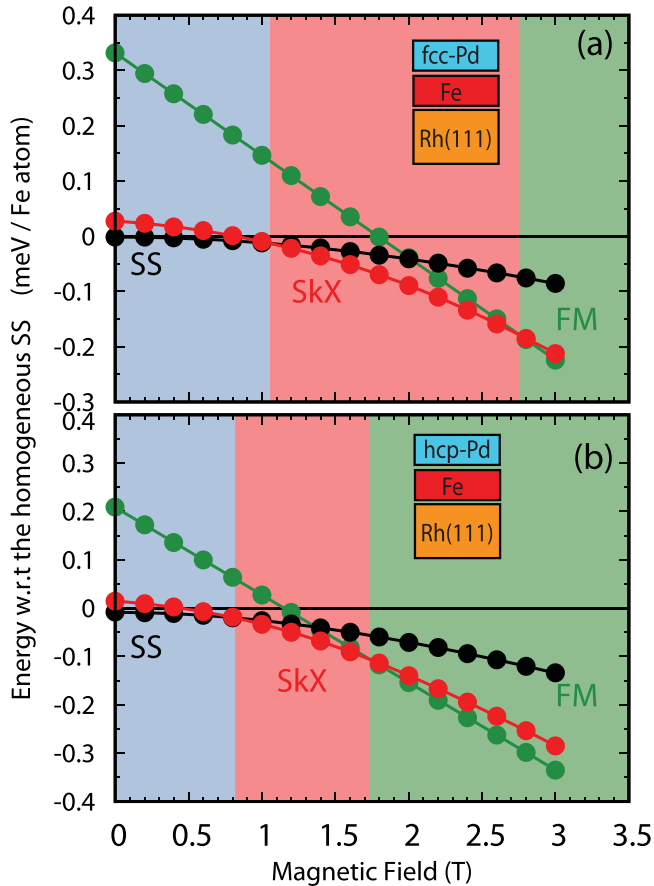 Energy w.r.t the homogeneous SS (meV / Fe atom)
0.4
0.3
0.2
0.1
0
-0.1
-0.2
-0.3
(a)
fcc-Pd
Fe
Rh(111)
SS
SkX
FM
0.4
0.3
0.2
0.1
0
-0.1
-0.2
-0.3
-0.4
(b)
hcp-Pd
Fe
Rh(111)
SS
SkX
FM
0 0.5 1 1.5 2 2.5 3 3.5
Magnetic Field (T)